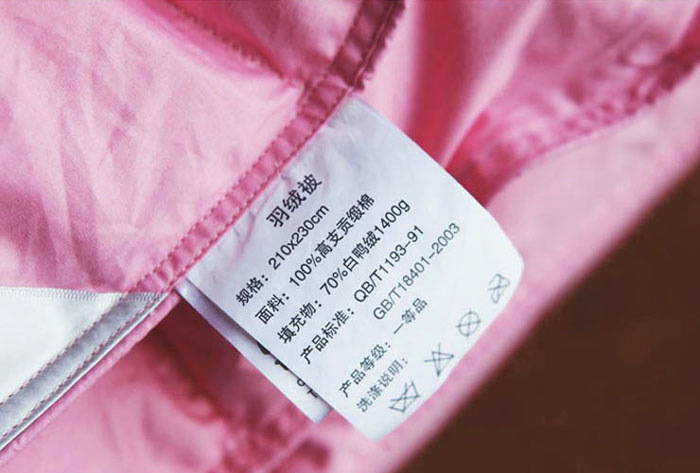 羽绒被
规格：210x230cm
面料：100%高支贡缎棉
填充物：70%白鸭绒1400g
产品标准：QB/T1193-91
GB/T18401-2003
产品等级：一等品
洗涤说明：